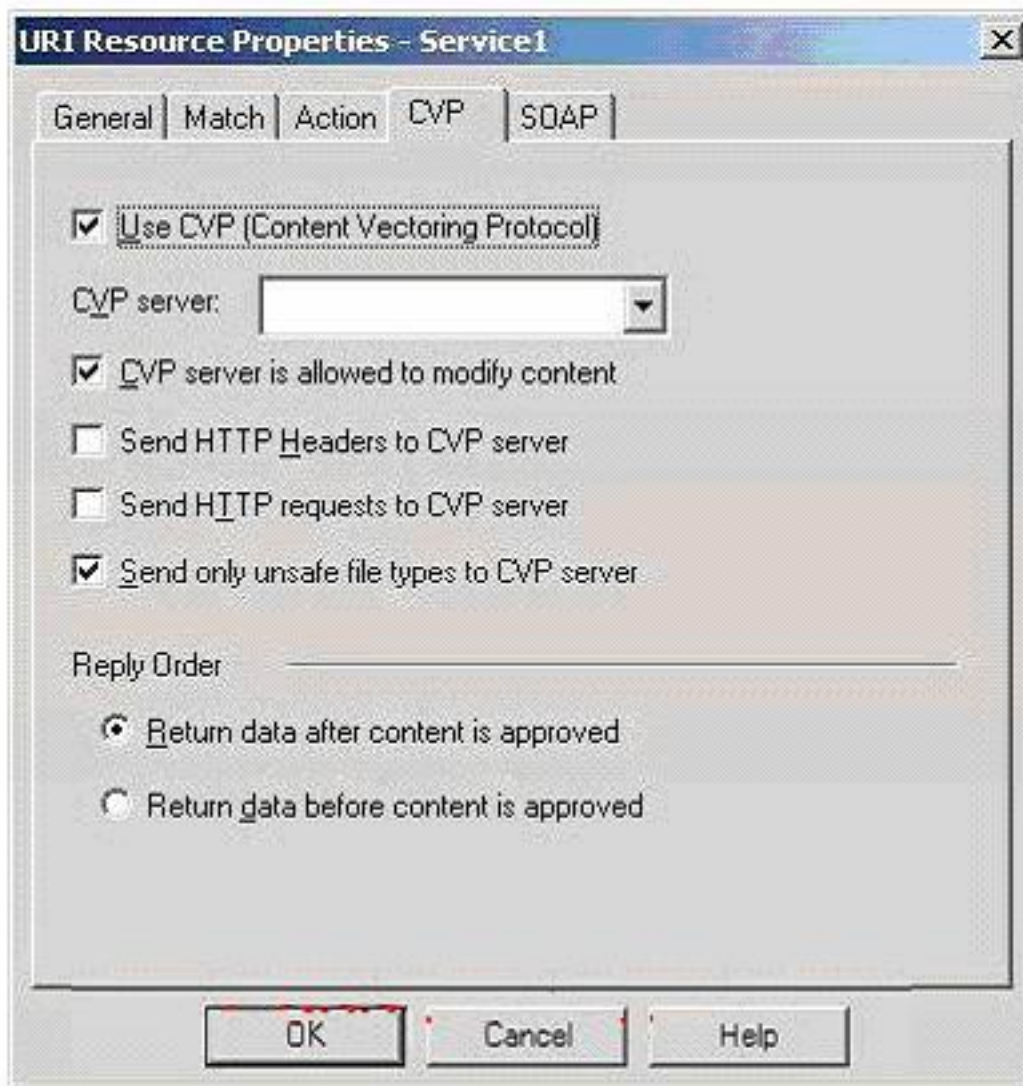 URI Resource Properties - Service1
General Match Action CVP SOAP
Use CVP (Content Vectoring Protocol)
CVP server:
CVP server is allowed to modify content
Send HTTP Headers to CVP server
Send HTTP requests to CVP server
Send only unsafe file types to CVP server
Reply Order
Return data after content is approved
Return data before content is approved
OK Cancel Help